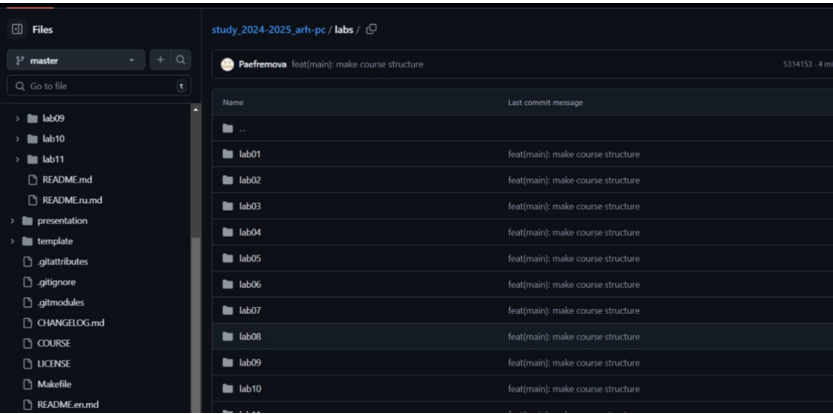 Files
master
Go to file
t
lab09
lab10
lab11
README.md
README.ru.md
presentation
template
.gitattributes
.gitignore
.gitmodules
CHANGELOG.md
COURSE
LICENSE
Makefile
README.en.md
study_2024-2025_arh-pc / labs /
Paefremova feat(main): make course structure 5314153 · 4 mi
Name Last commit message
..
lab01 feat(main): make course structure
lab02 feat(main): make course structure
lab03 feat(main): make course structure
lab04 feat(main): make course structure
lab05 feat(main): make course structure
lab06 feat(main): make course structure
lab07 feat(main): make course structure
lab08 feat(main): make course structure
lab09 feat(main): make course structure
lab10 feat(main): make course structure